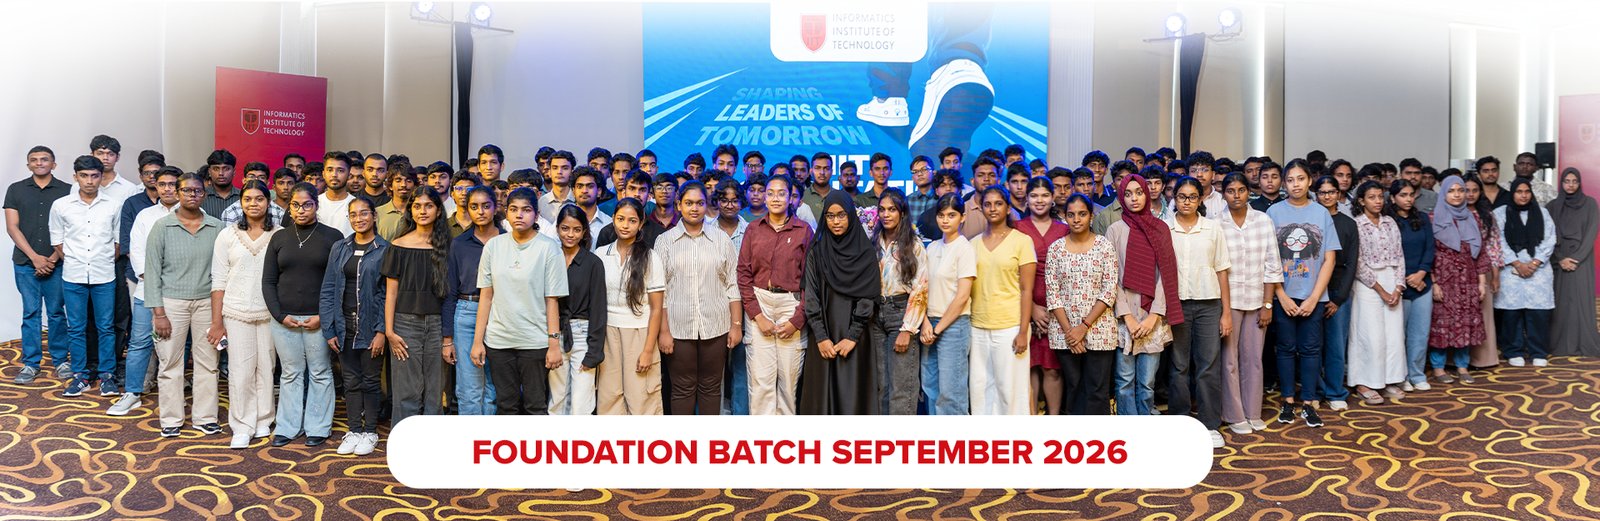 INFORMATICS
INSTITUTE OF
TECHNOLOGY
INFORMATICS
INSTITUTE OF
TECHNOLOGY
SHAPING
LEADERS OF
TOMORROW
FOUNDATION BATCH SEPTEMBER 2026